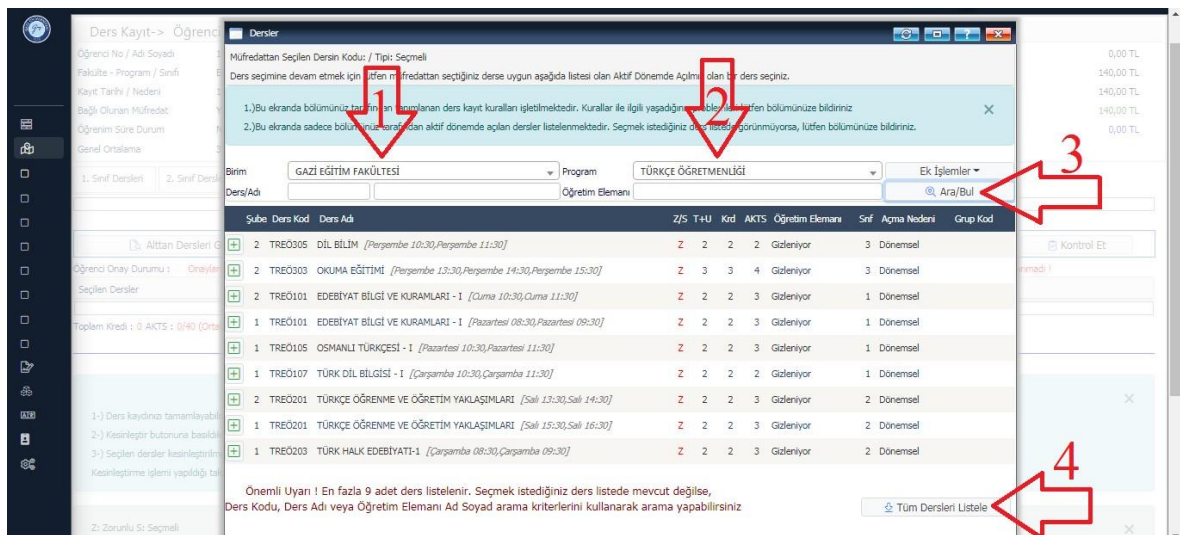 Ders Kayıt-> Öğrenci
Öğrenci No / Adı Soyadı
Fakülte - Program / Sınıfı
Kayıt Tarihi / Nedeni
Bağlı Olunan Müfredat
Öğrenim Süre Durum
Genel Ortalama
0,00 TL
140,00 TL
140,00 TL
140,00 TL
0,00 TL
1. Sınıf Dersleri 2. Sınıf Dersle
Alttan Dersleri G
Kontrol Et
Öğrenci Onay Durumu : Onaylan
Seçilen Dersler
Toplam Kredi : 0 AKTS : 0/40 (Orta
1-) Ders kaydınızı tamamlayabil
2-) Kesinleştir butonuna basıldı
3-) Seçilen dersler kesinleştirilm
Kesinleştirme işlemi yapıldığı tak
Z: Zorunlu S: Seçmeli
Dersler
Müfredattan Seçilen Dersin Kodu: / Tipi: Seçmeli
Ders seçimine devam etmek için lütfen müfredattan seçtiğiniz derse uygun aşağıda listesi olan Aktif Dönemde Açılmış olan bir ders seçiniz.
1.)Bu ekranda bölümünüz tarafından tanımlanan ders kayıt kuralları işletilmektedir. Kurallar ile ilgili yaşadığınız problemleri lütfen bölümünüze bildiriniz
2.)Bu ekranda sadece bölümünüz tarafından aktif dönemde açılan dersler listelenmektedir. Seçmek istediğiniz ders listede görünmüyorsa, lütfen bölümünüze bildiriniz.
1
2
3
4
Birim GAZİ EĞİTİM FAKÜLTESİ Program TÜRKÇE ÖĞRETMENLİĞİ Ek İşlemler
Ders/Adı Öğretim Elemanı Ara/Bul
Şube Ders Kod Ders Adı Z/S T+U Krd AKTS Öğretim Elemanı Snf Açma Nedeni Grup Kod
2 TREÖ305 DİL BİLİM [Perşembe 10:30,Perşembe 11:30] Z 2 2 2 Gizleniyor 3 Dönemsel
2 TREÖ303 OKUMA EĞİTİMİ [Perşembe 13:30,Perşembe 14:30,Perşembe 15:30] Z 3 3 4 Gizleniyor 3 Dönemsel
2 TREÖ101 EDEBİYAT BİLGİ VE KURAMLARI - I [Cuma 10:30,Cuma 11:30] Z 2 2 3 Gizleniyor 1 Dönemsel
1 TREÖ101 EDEBİYAT BİLGİ VE KURAMLARI - I [Pazartesi 08:30,Pazartesi 09:30] Z 2 2 3 Gizleniyor 1 Dönemsel
1 TREÖ105 OSMANLI TÜRKÇESİ - I [Pazartesi 10:30,Pazartesi 11:30] Z 2 2 3 Gizleniyor 1 Dönemsel
1 TREÖ107 TÜRK DİL BİLGİSİ - I [Çarşamba 10:30,Çarşamba 11:30] Z 2 2 2 Gizleniyor 1 Dönemsel
2 TREÖ201 TÜRKÇE ÖĞRENME VE ÖĞRETİM YAKLAŞIMLARI [Salı 13:30,Salı 14:30] Z 2 2 3 Gizleniyor 2 Dönemsel
1 TREÖ201 TÜRKÇE ÖĞRENME VE ÖĞRETİM YAKLAŞIMLARI [Salı 15:30,Salı 16:30] Z 2 2 3 Gizleniyor 2 Dönemsel
1 TREÖ203 TÜRK HALK EDEBİYATI-1 [Çarşamba 08:30,Çarşamba 09:30] Z 2 2 3 Gizleniyor 2 Dönemsel
Önemli Uyarı ! En fazla 9 adet ders listelenir. Seçmek istediğiniz ders listede mevcut değilse,
Ders Kodu, Ders Adı veya Öğretim Elemanı Ad Soyad arama kriterlerini kullanarak arama yapabilirsiniz
Tüm Dersleri Listele